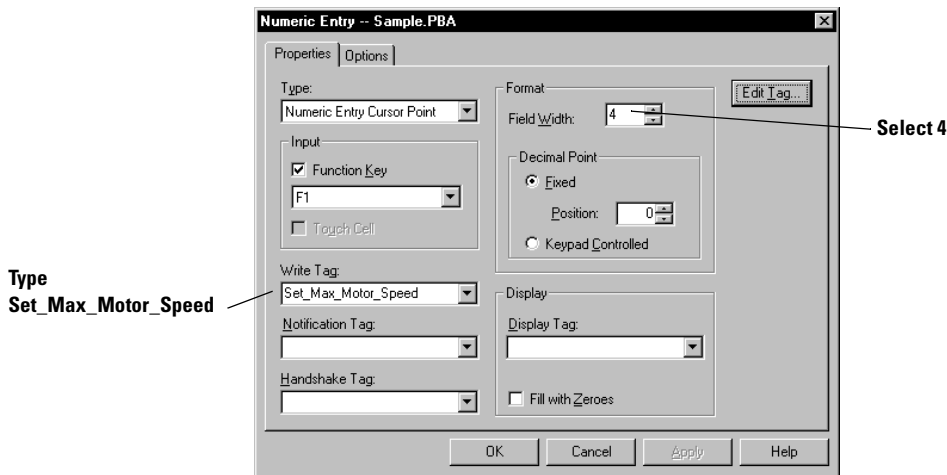 Numeric Entry -- Sample.PBA
Properties
Options
Type:
Numeric Entry Cursor Point
Input
Function Key
F1
Touch Cell
Write Tag:
Set_Max_Motor_Speed
Notification Tag:
Handshake Tag:
Format
Field Width:
4
Decimal Point
Fixed
Position:
0
Keypad Controlled
Display
Display Tag:
Fill with Zeroes
Edit Tag...
OK
Cancel
Apply
Help
Select 4
Type
Set_Max_Motor_Speed